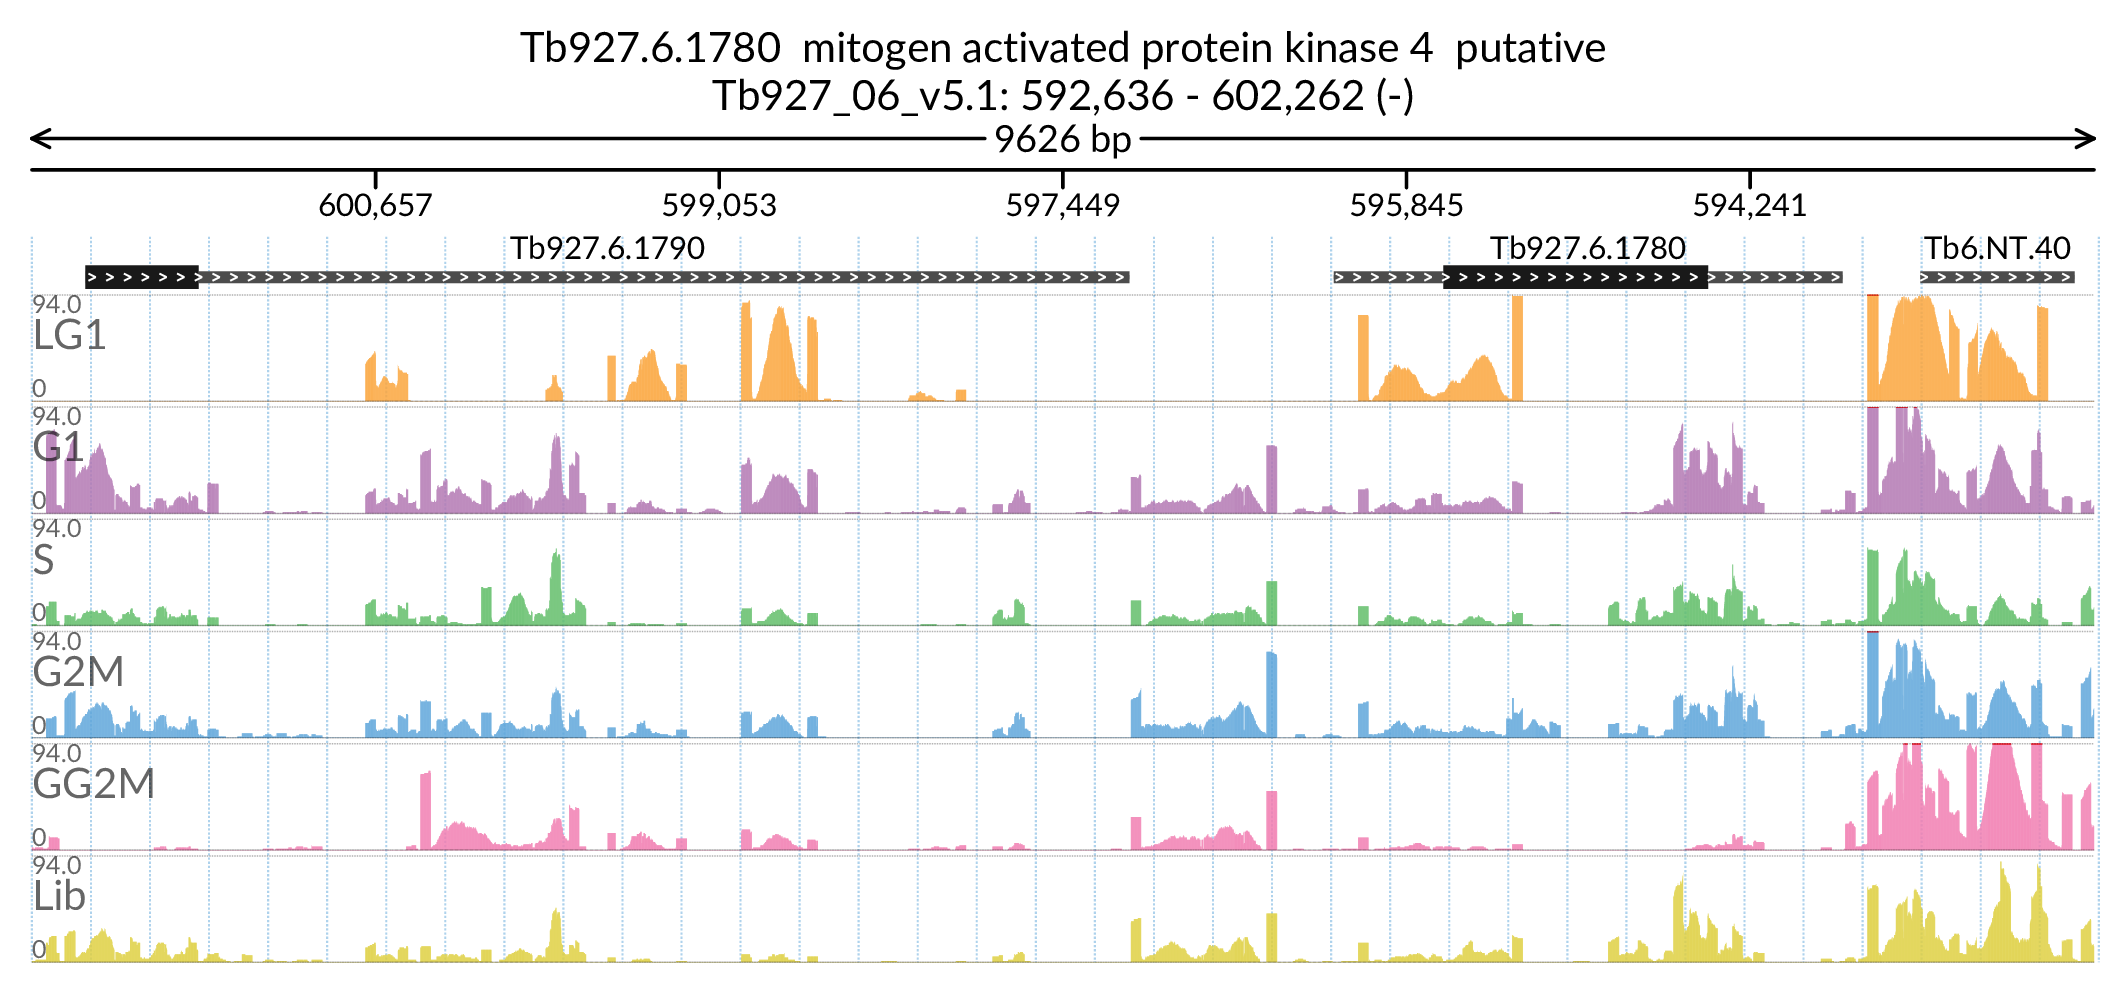 Tb927.6.1780  mitogen activated protein kinase 4  putative
Tb927_06_v5.1: 592,636 - 602,262 (-)
9626 bp
600,657 599,053 597,449 595,845 594,241
Tb927.6.1790 Tb927.6.1780 Tb6.NT.40
94.0
LG1
0
94.0
G1
0
94.0
S
0
94.0
G2M
0
94.0
GG2M
0
94.0
Lib
0